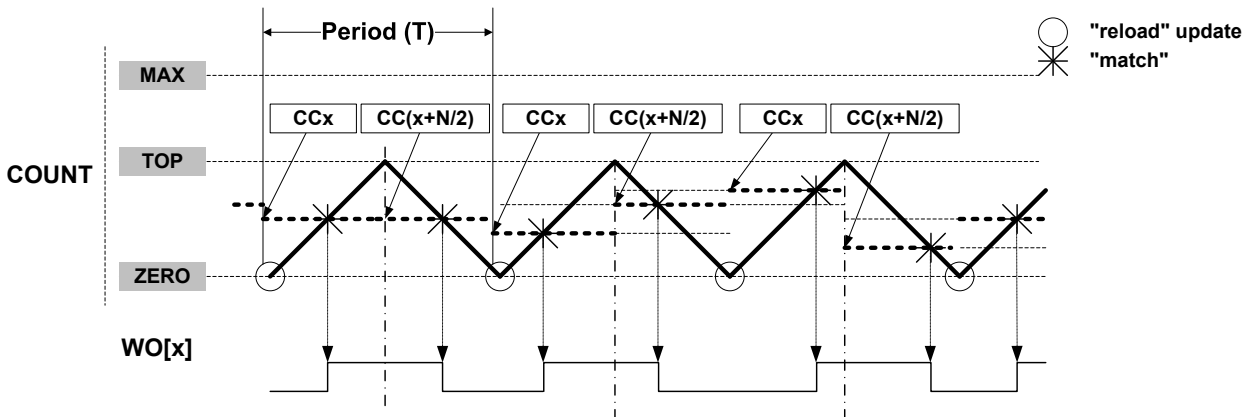 Period (T)
"reload" update
"match"
MAX
CCx
CC(x+N/2)
CCx
CC(x+N/2)
CCx
CC(x+N/2)
TOP
COUNT
ZERO
WO[x]